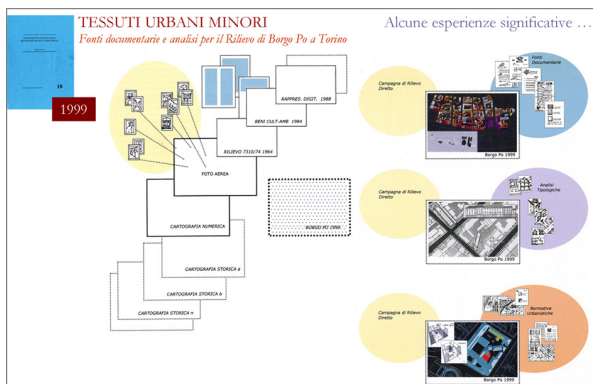 TESSUTI URBANI MINORI
Fonti documentarie e analisi per il Rilievo di Borgo Po a Torino
Alcune esperienze significative …
18
1999
RAPPRES. DIGIT. 1988
BENI CULT-AMB 1984
RILIEVO 7310/74 1964
FOTO AEREA
CARTOGRAFIA NUMERICA
BORGO PO 1999
CARTOGRAFIA STORICA a
CARTOGRAFIA STORICA b
CARTOGRAFIA STORICA n
Campagna di Rilievo
Diretto
Fonti
Documentarie
Borgo Po 1999
Campagna di Rilievo
Diretto
Analisi
Tipologiche
Borgo Po 1999
Campagna di Rilievo
Diretto
Normative
Urbanistiche
Borgo Po 1999